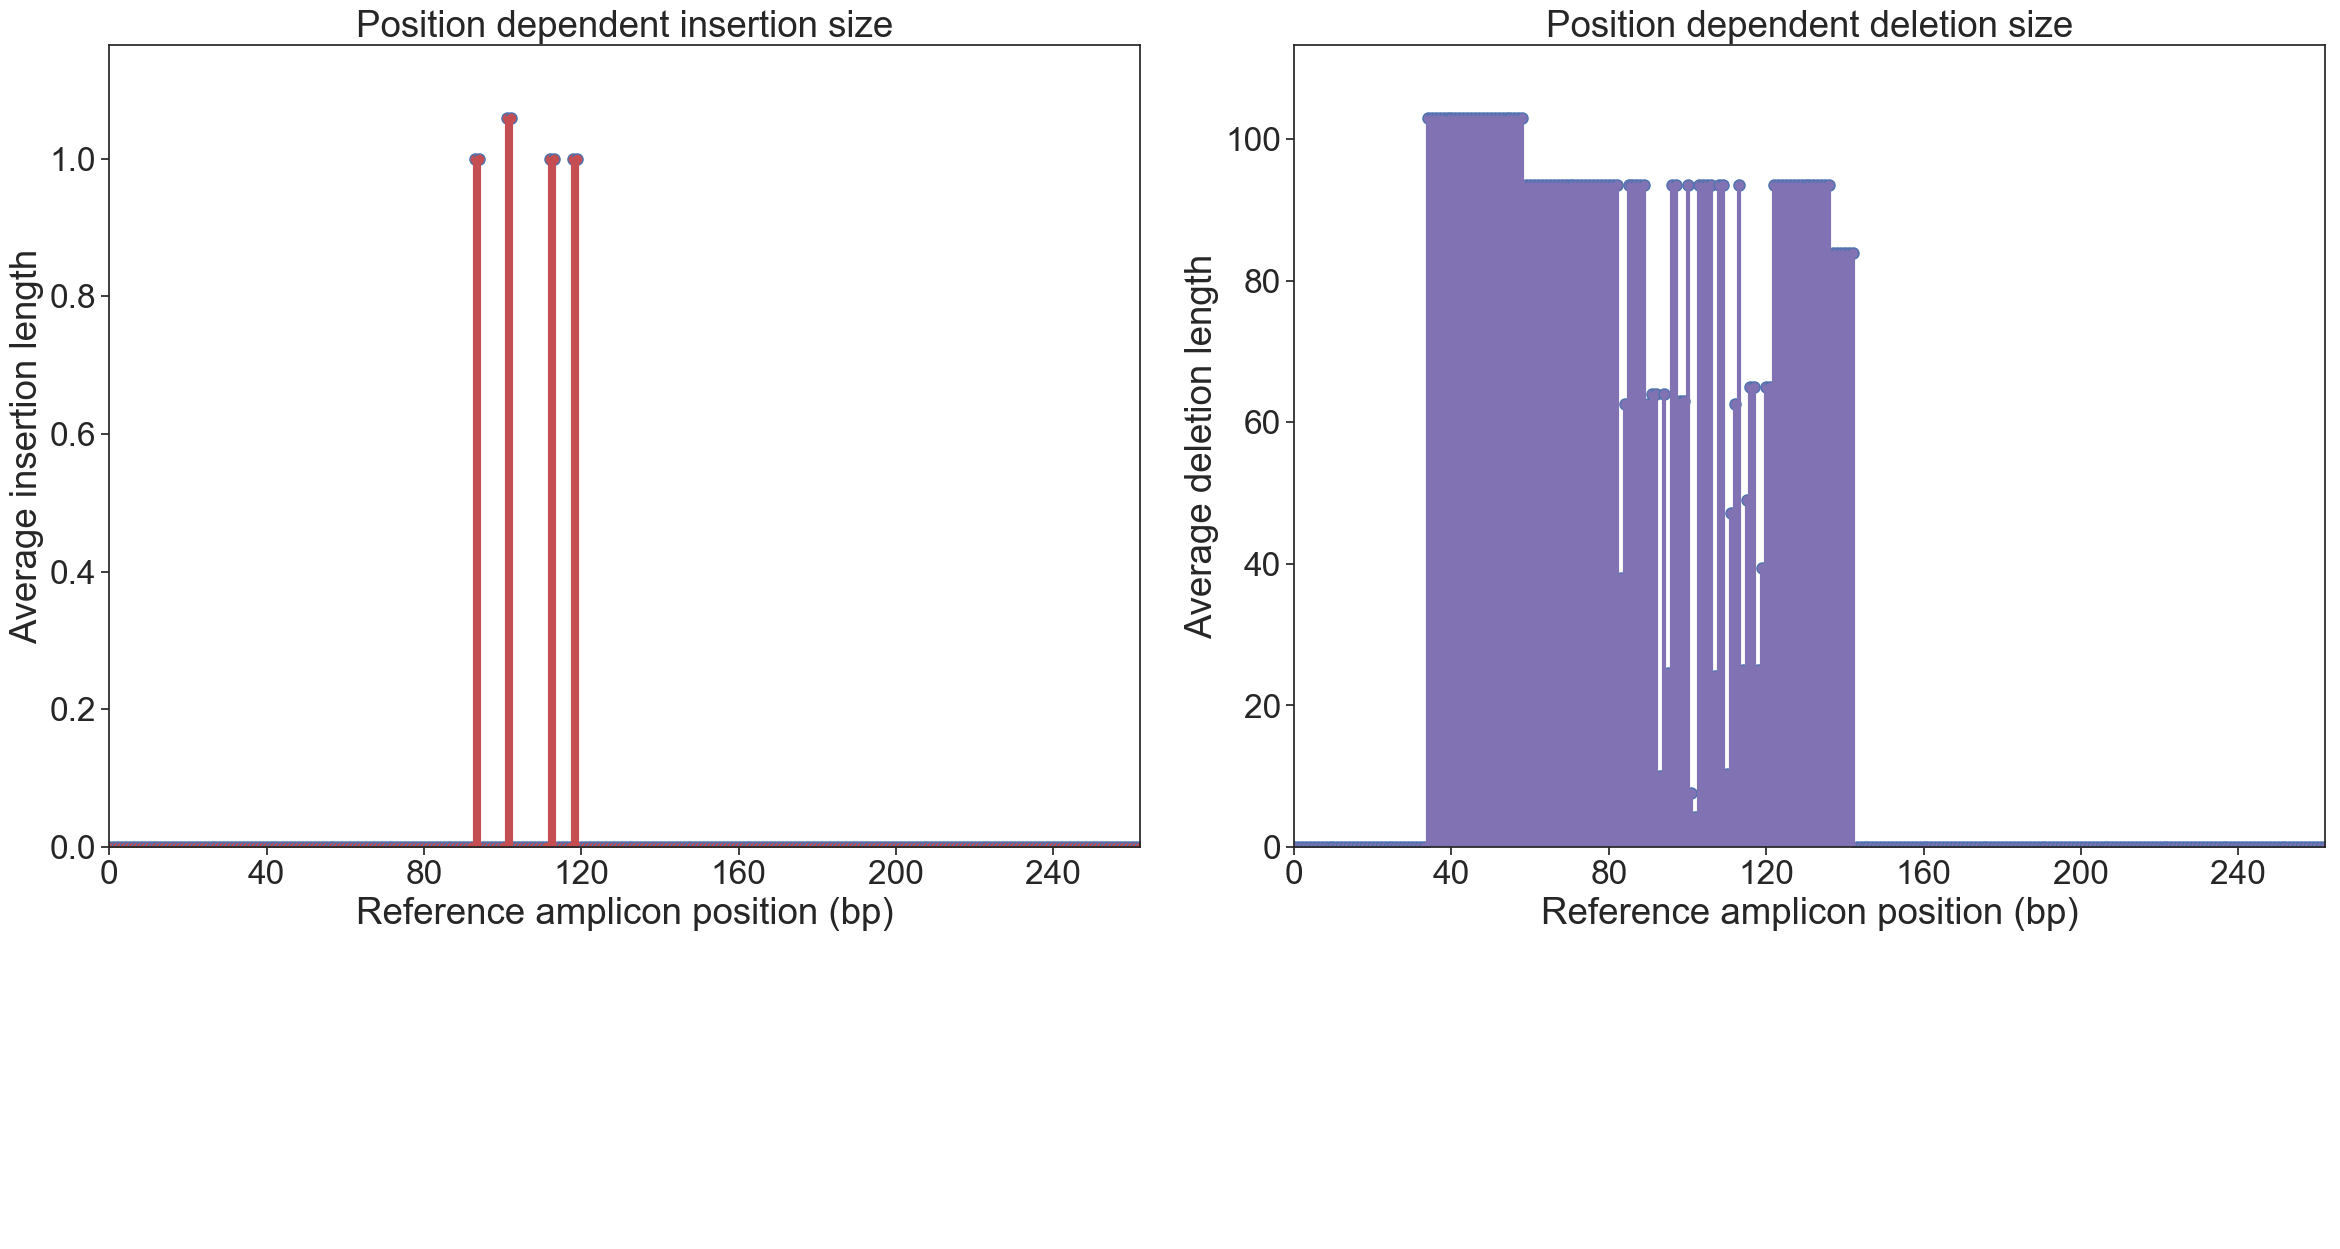 Position dependent insertion size
Average insertion length
1.0
0.8
0.6
0.4
0.2
0.0
0 40 80 120 160 200 240
Reference amplicon position (bp)
Position dependent deletion size
Average deletion length
100
80
60
40
20
0
0 40 80 120 160 200 240
Reference amplicon position (bp)